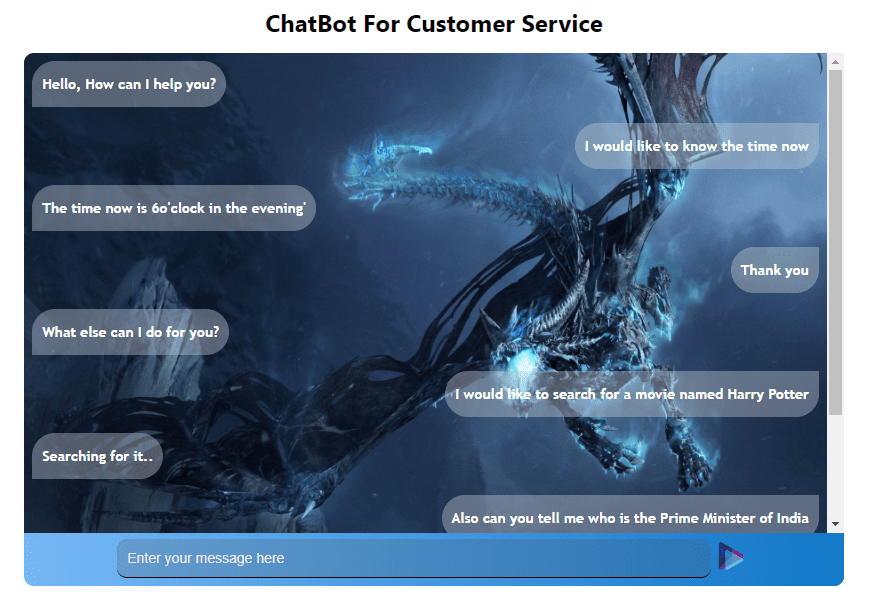 ChatBot For Customer Service
Hello, How can I help you?
I would like to know the time now
The time now is 6o'clock in the evening'
Thank you
What else can I do for you?
I would like to search for a movie named Harry Potter
Searching for it..
Also can you tell me who is the Prime Minister of India
Enter your message here